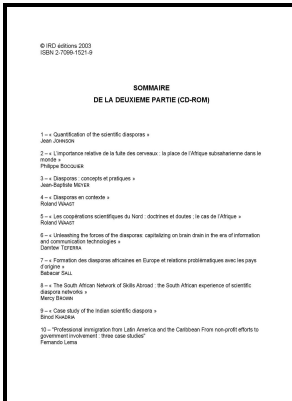 © IRD éditions 2003
ISBN 2-7099-1521-9
SOMMAIRE
DE LA DEUXIEME PARTIE (CD-ROM)
1 – « Quantification of the scientific diasporas »
Jean JOHNSON
2 – « L'importance relative de la fuite des cerveaux : la place de l'Afrique subsaharienne dans le
monde »
Philippe BOCQUIER
3 – « Diasporas : concepts et pratiques »
Jean-Baptiste MEYER
4 – « Diasporas en contexte »
Roland WAAST
5 – « Les coopérations scientifiques du Nord : doctrines et doutes ; le cas de l'Afrique »
Roland WAAST
6 – « Unleashing the forces of the diasporas: capitalizing on brain drain in the era of information
and communication technologies »
Damtew TEFERRA
7 – « Formation des diasporas africaines en Europe et relations problématiques avec les pays
d'origine »
Babacar SALL
8 – « The South African Network of Skills Abroad : the South African experience of scientific
diaspora networks »
Mercy BROWN
9 – « Case study of the Indian scientific diaspora »
Binod KHADRIA
10 – "Professional immigration from Latin America and the Caribbean From non-profit efforts to
government involvement : three case studies"
Fernando Lema